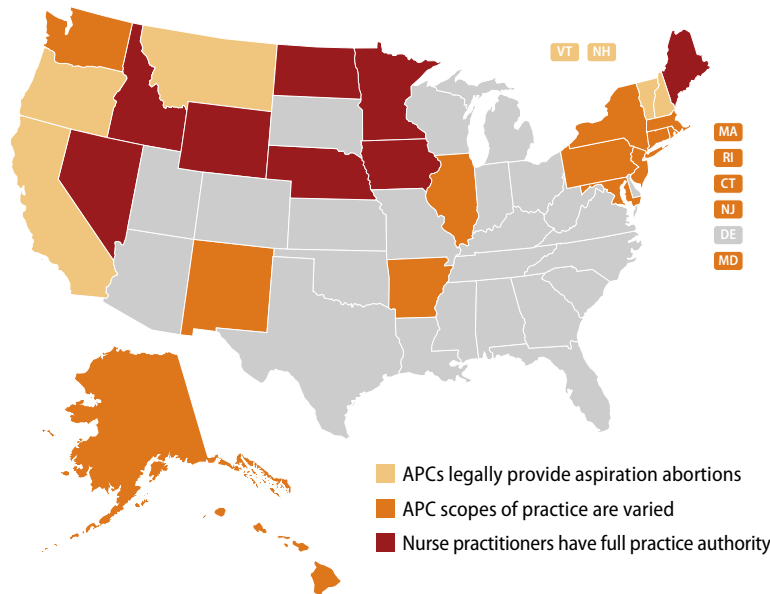 VT NH
MA
RI
CT
NJ
DE
MD
APCs legally provide aspiration abortions
APC scopes of practice are varied
Nurse practitioners have full practice authority